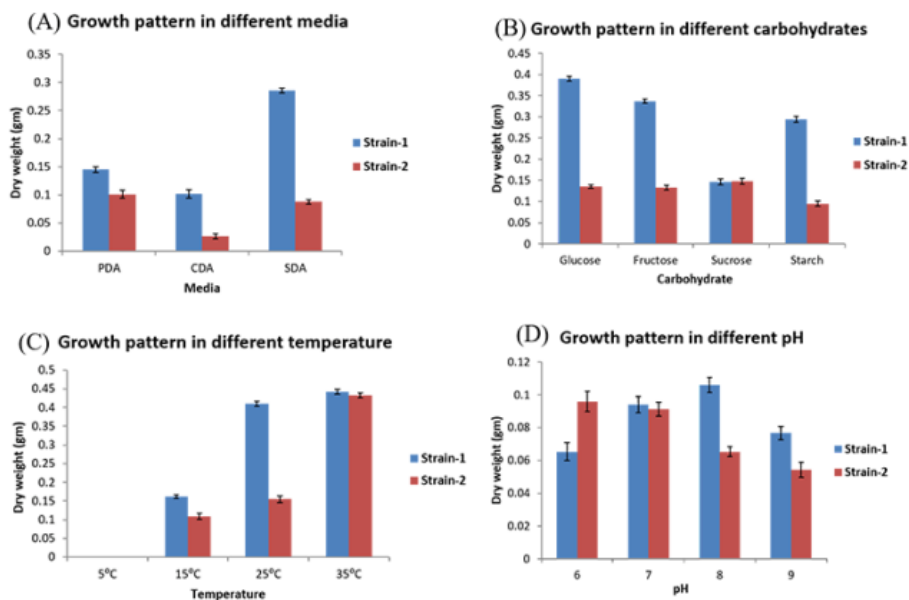 (A) Growth pattern in different media
0.35
0.3
0.25
0.2
0.15
0.1
0.05
0
Dry weight (gm)
PDA CDA SDA
Media
Strain-1
Strain-2
(B) Growth pattern in different carbohydrates
0.45
0.4
0.35
0.3
0.25
0.2
0.15
0.1
0.05
0
Dry weight (gm)
Glucose Fructose Sucrose Starch
Carbohydrate
Strain-1
Strain-2
(C) Growth pattern in different temperature
0.5
0.45
0.4
0.35
0.3
0.25
0.2
0.15
0.1
0.05
0
Dry weight (gm)
5⁰C 15⁰C 25⁰C 35⁰C
Temperature
Strain-1
Strain-2
(D) Growth pattern in different pH
0.12
0.1
0.08
0.06
0.04
0.02
0
Dry weight (gm)
6 7 8 9
pH
Strain-1
Strain-2